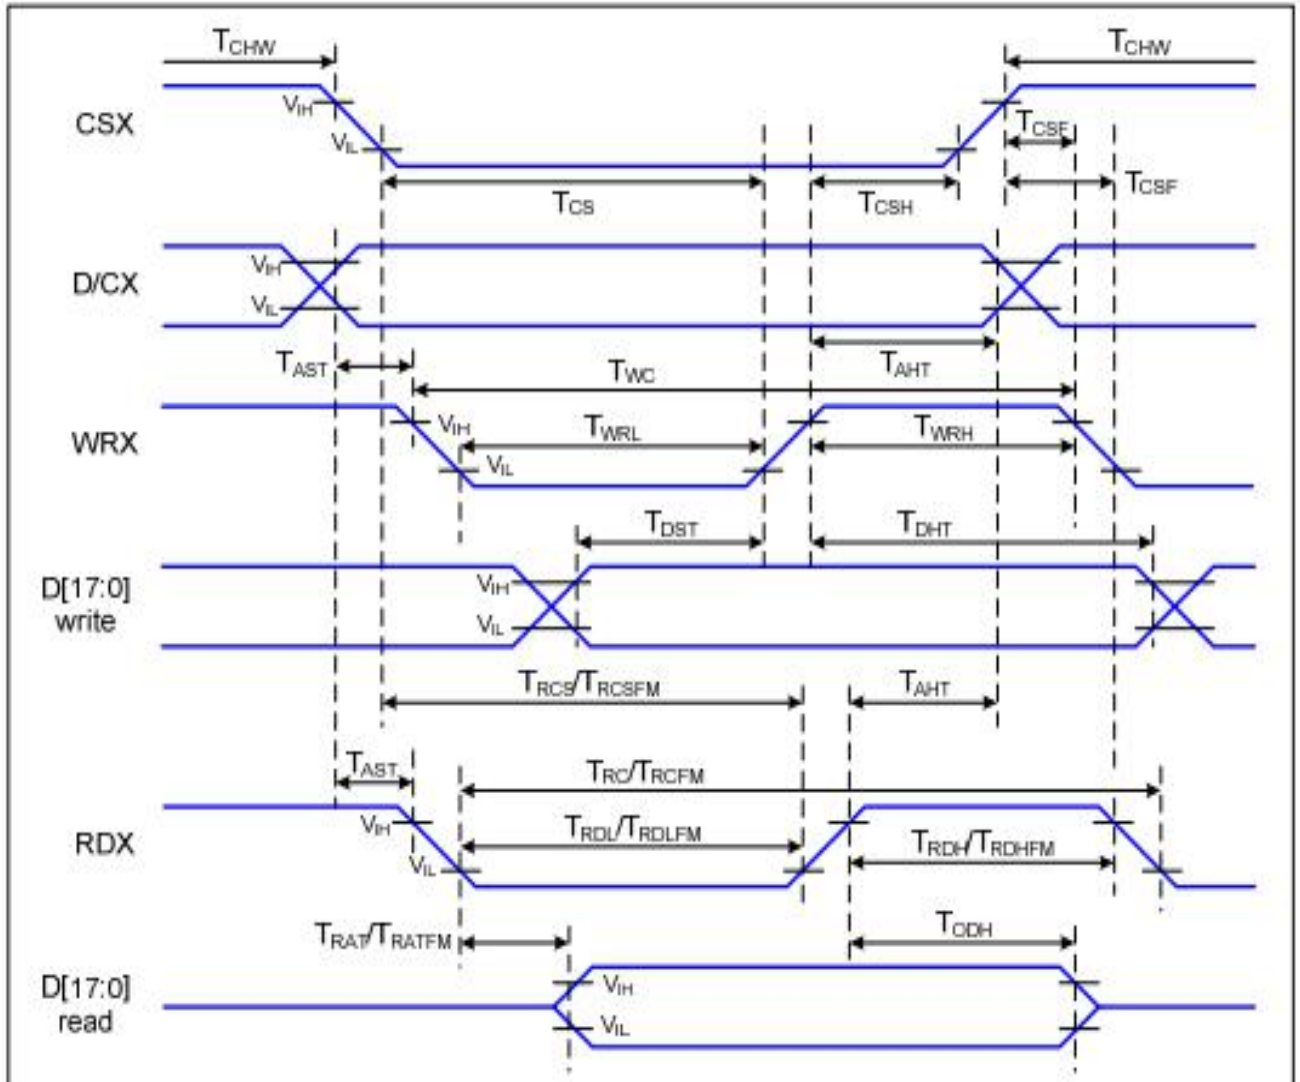 TCHW TCHW
VIH
CSX
TCSF
VIL
TCS TCSH TCSF
VIH
D/CX
VIL
TAST TWC TAHT
VIH TWRL TWRH
WRX
VIL
TDST TDHT
D[17:0]
write
VIH
VIL
TRCS/TRCSFM TAHT
TAST TRC/TRCFM
VIH TRDL/TRDLFM TRDH/TRDHFM
RDX
VIL
TRAT/TRATFM TODH
D[17:0]
read
VIH
VIL